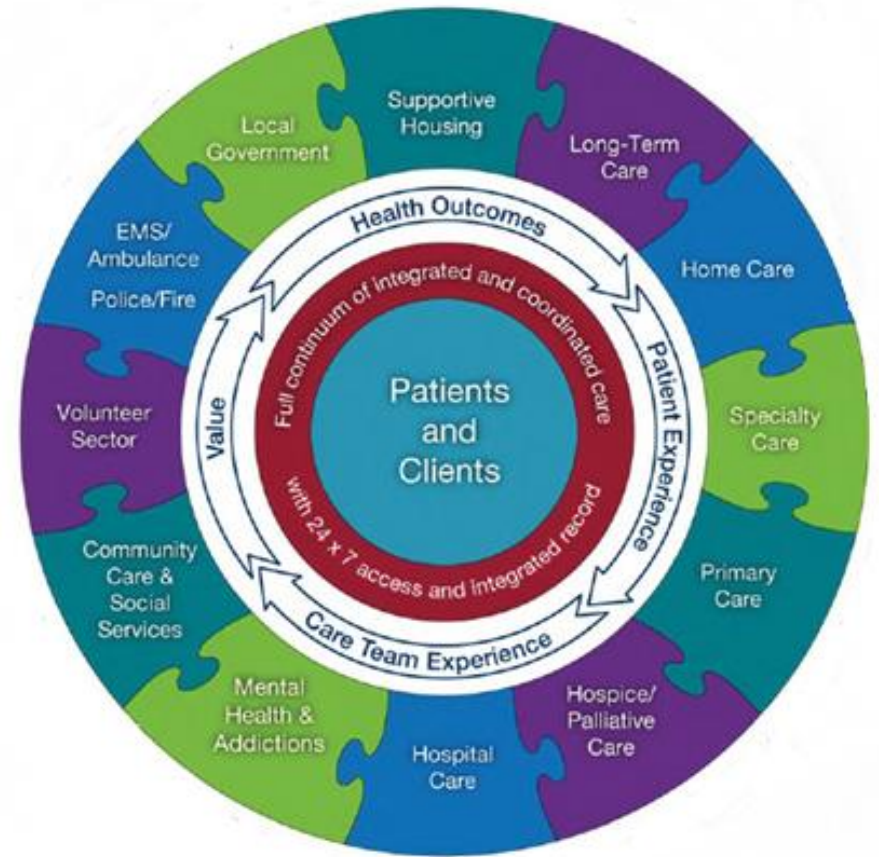 Supportive
Housing
Long-Term
Care
Home Care
Specialty
Care
Primary
Care
Hospice/
Palliative
Care
Hospital
Care
Mental
Health &
Addictions
Community
Care &
Social
Services
Volunteer
Sector
EMS/
Ambulance
Police/Fire
Local
Government
Health Outcomes
Patient Experience
Care Team Experience
Value
Full continuum of integrated and coordinated care
with 24 x 7 access and integrated record
Patients
and
Clients